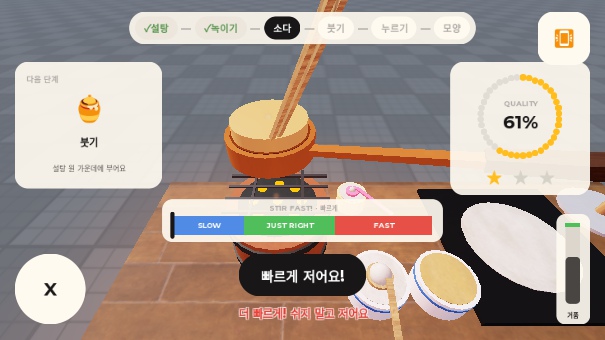 ✓설탕 ✓녹이기 소다 붓기 누르기 모양
다음 단계
붓기
설탕 원 가운데에 부어요
QUALITY
61%
STIR FAST! · 빠르게
SLOW JUST RIGHT FAST
X
빠르게 저어요!
더 빠르게! 쉬지 말고 저어요
거품